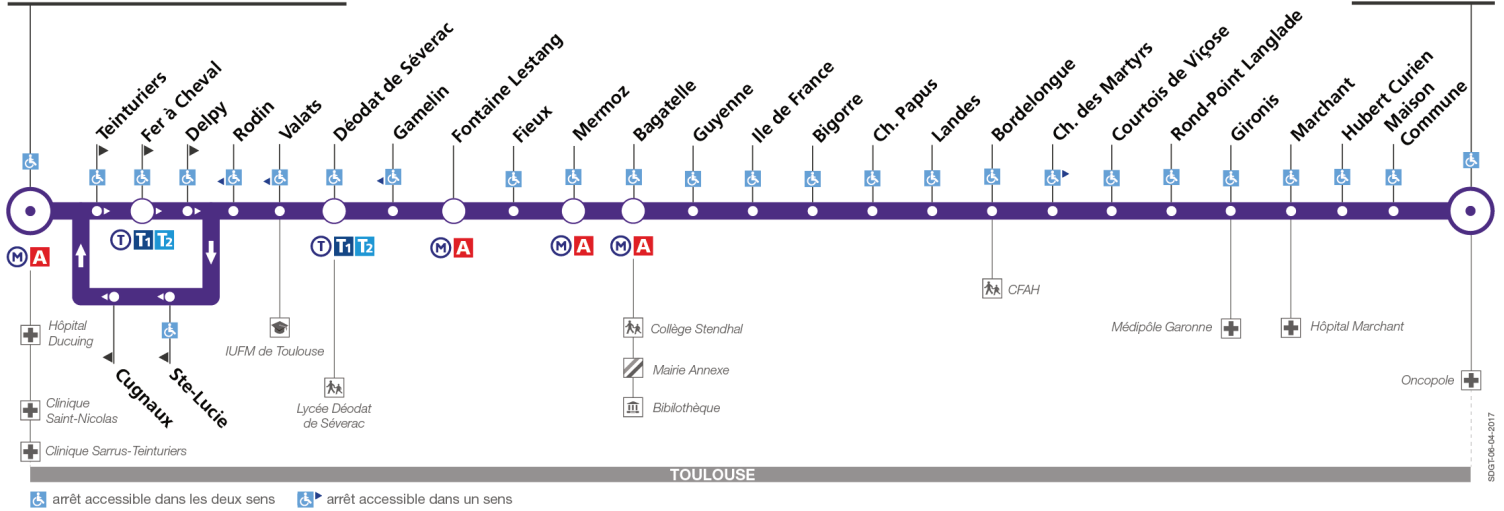 Teinturiers
Fer à Cheval
Delpy
Rodin
Valats
Déodat de Séverac
Gamelin
Fontaine Lestang
Fieux
Mermoz
Bagatelle
Guyenne
Ile de France
Bigorre
Ch. Papus
Landes
Bordelongue
Ch. des Martyrs
Courtois de Viçose
Rond-Point Langlade
Gironis
Marchant
Hubert Curien
Maison
Commune
M A
T T1 T2
T T1 T2
M A
M A
M A
Cugnaux
Ste-Lucie
Hôpital
Ducuing
Clinique
Saint-Nicolas
Clinique Sarrus-Teinturiers
IUFM de Toulouse
Lycée Déodat
de Séverac
Collège Stendhal
Mairie Annexe
Bibilothèque
CFAH
Médipôle Garonne
Hôpital Marchant
Oncopole
TOULOUSE
SDGT-06-04-2017
arrêt accessible dans les deux sens
arrêt accessible dans un sens